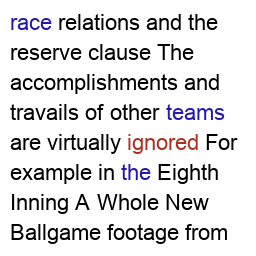 race relations and the
reserve clause The
accomplishments and
travails of other teams
are virtually ignored For
example in the Eighth
Inning A Whole New
Ballgame footage from